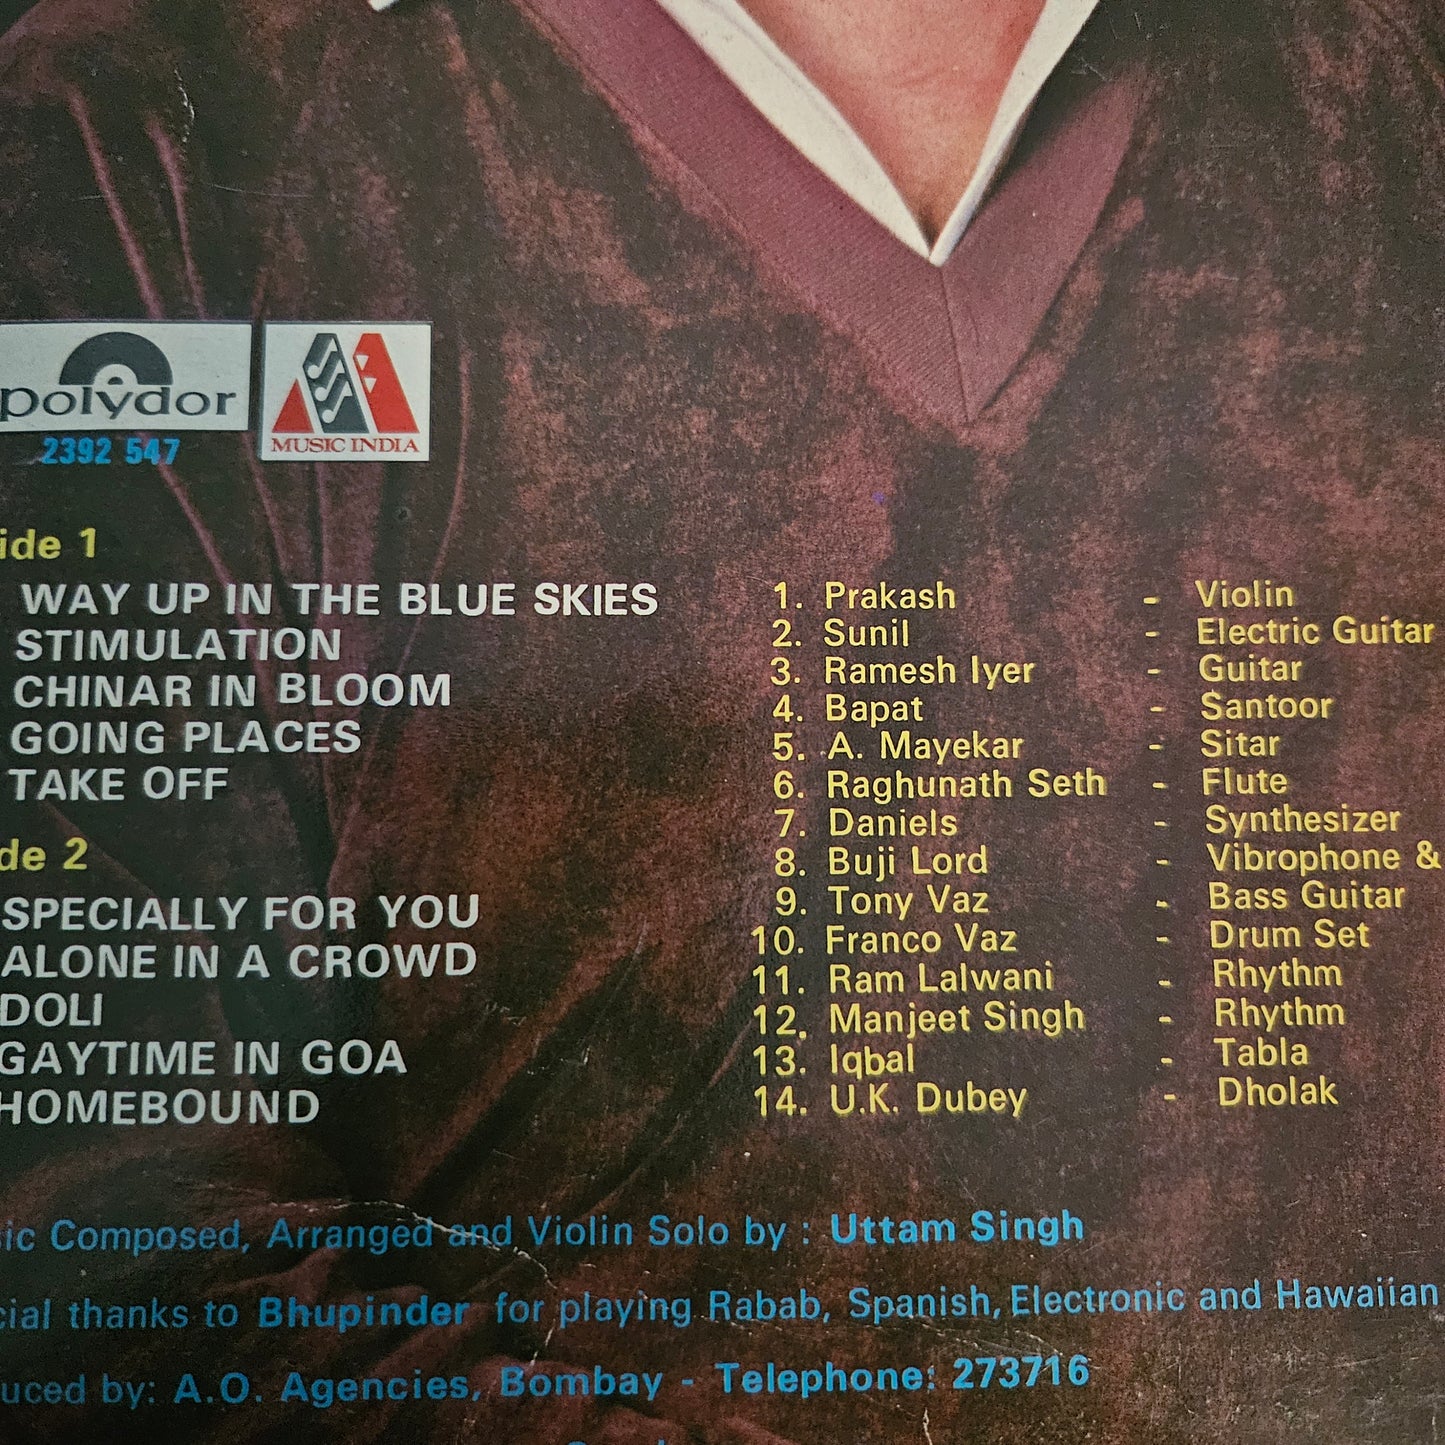 polydor
2392 547
MUSIC INDIA
ide 1
WAY UP IN THE BLUE SKIES
STIMULATION
CHINAR IN BLOOM
GOING PLACES
TAKE OFF
de 2
SPECIALLY FOR YOU
ALONE IN A CROWD
DOLI
GAYTIME IN GOA
HOMEBOUND
1. Prakash - Violin
2. Sunil - Electric Guitar
3. Ramesh Iyer - Guitar
4. Bapat - Santoor
5. A. Mayekar - Sitar
6. Raghunath Seth - Flute
7. Daniels - Synthesizer
8. Buji Lord - Vibrophone &
9. Tony Vaz - Bass Guitar
10. Franco Vaz - Drum Set
11. Ram Lalwani - Rhythm
12. Manjeet Singh - Rhythm
13. Iqbal - Tabla
14. U.K. Dubey - Dholak
sic Composed, Arranged and Violin Solo by : Uttam Singh
cial thanks to Bhupinder for playing Rabab, Spanish, Electronic and Hawaiian
uced by: A.O. Agencies, Bombay - Telephone: 273716